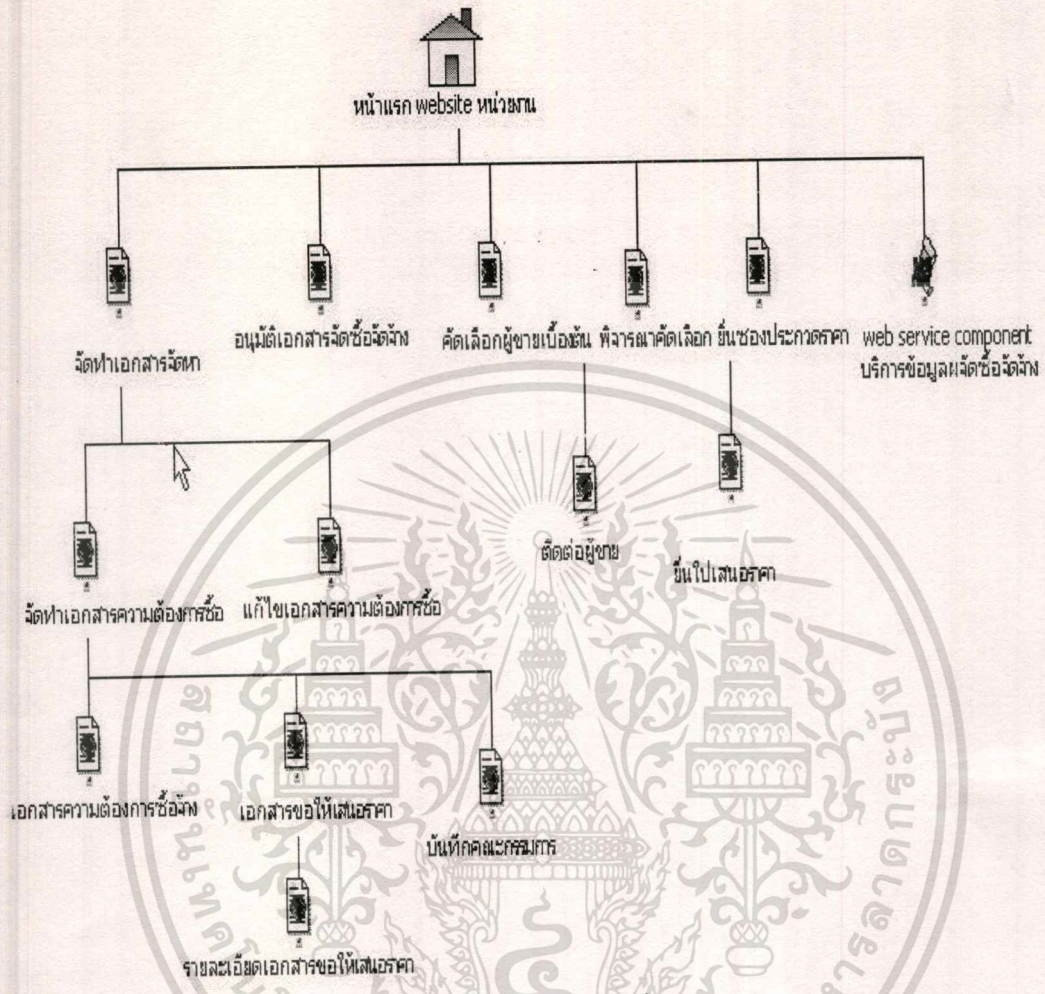 หน้าแรก website หน่วยงาน
จัดทำเอกสารจัดหา
อนุมัติเอกสารจัดซื้อจัดจ้าง
คัดเลือกผู้ขายเบื้องต้น
พิจารณาคัดเลือก
ยื่นซองประกวดราคา
web service component
บริการข้อมูลผจัดซื้อจัดจ้าง
จัดทำเอกสารความต้องการซื้อ
แก้ไขเอกสารความต้องการซื้อ
ติดต่อผู้ขาย
ยื่นใปเสนอราคา
เอกสารความต้องการซื้อจ้าง
เอกสารขอให้เสนอราคา
บันทึกคณะกรรมการ
รายละเอียดเอกสารขอให้เสนอราคา